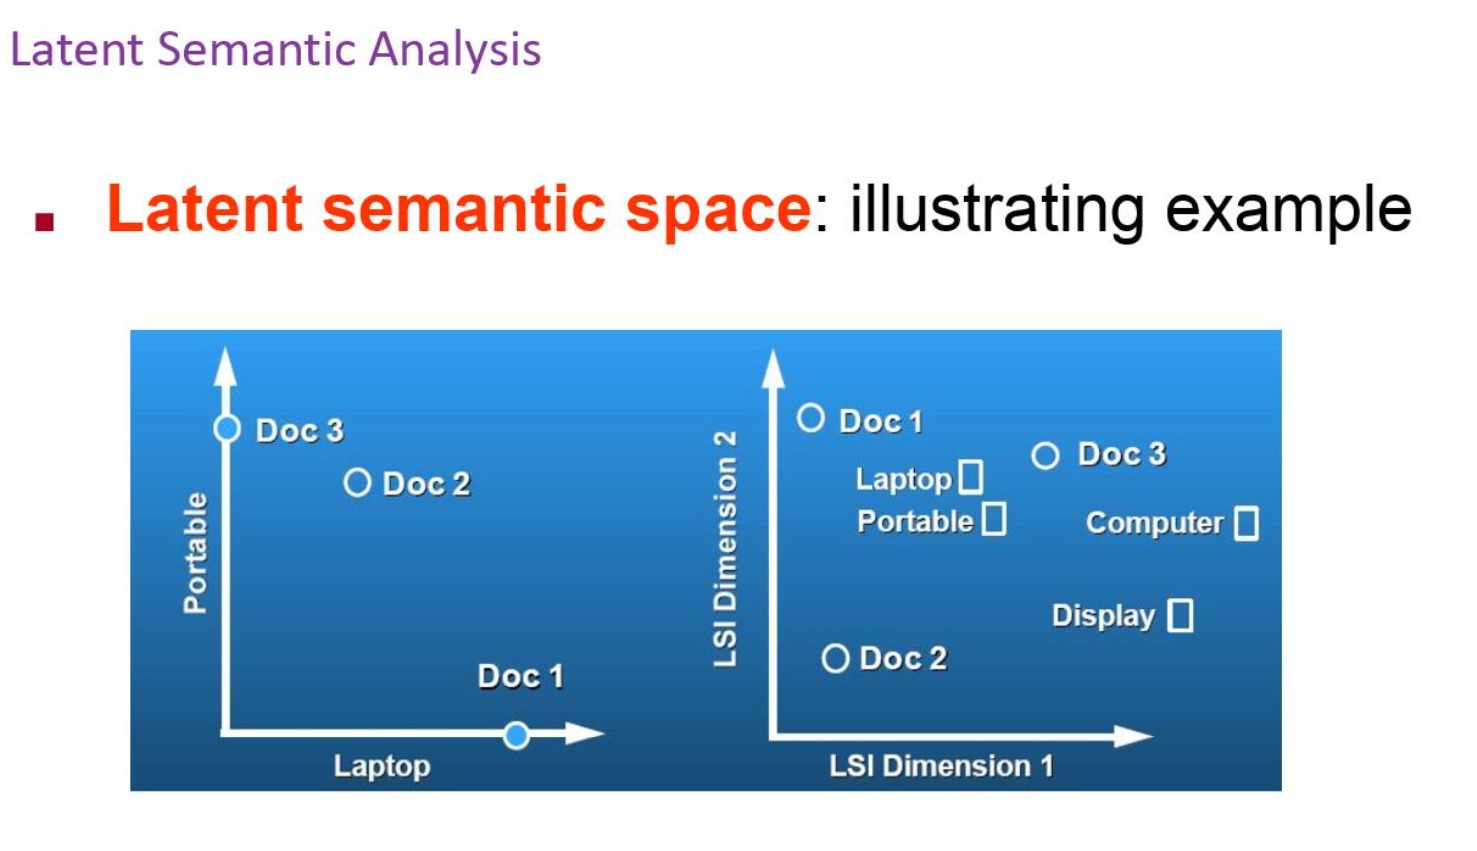 Latent Semantic Analysis
Latent semantic space: illustrating example
Doc 3
Doc 2
Portable
Doc 1
Laptop
Doc 1
Doc 3
Laptop
Portable
Computer
LSI Dimension 2
Display
Doc 2
LSI Dimension 1